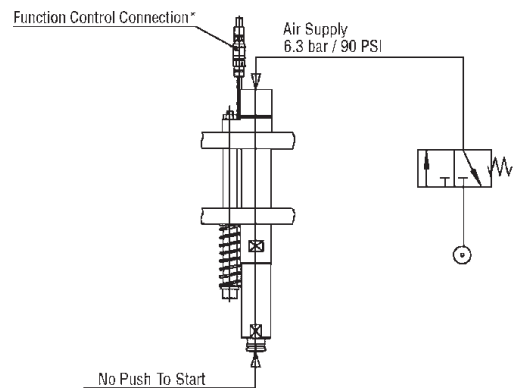 Function Control Connection*
Air Supply
6.3 bar / 90 PSI
No Push To Start